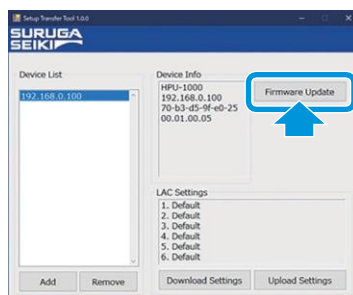 Setup Transfer Tool 1.0.0
SURUGA
SEIKI
Device List
192.168.0.100
Add
Remove
Device Info
HPU-1000
192.168.0.100
70-b3-d5-9f-e0-25
00.01.00.05
Firmware Update
LAC Settings
1. Default
2. Default
3. Default
4. Default
5. Default
6. Default
Download Settings
Upload Settings